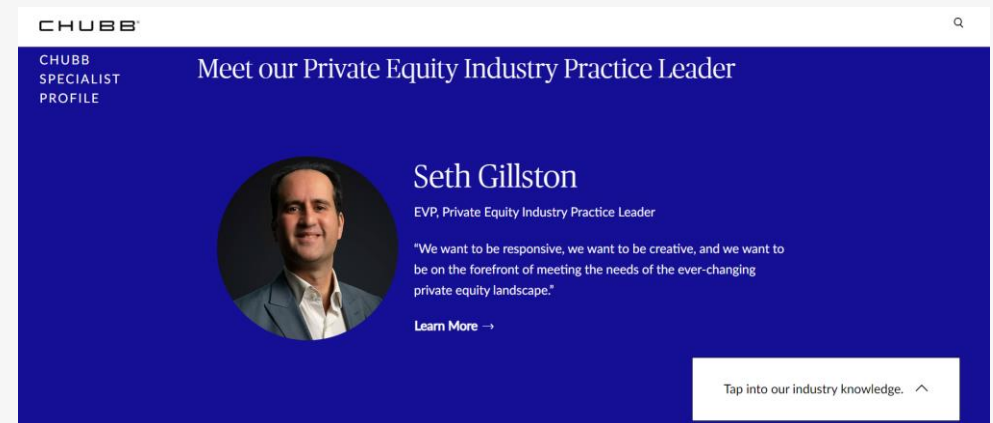 CHUBB
CHUBB
SPECIALIST
PROFILE
Meet our Private Equity Industry Practice Leader
Seth Gillston
EVP, Private Equity Industry Practice Leader
“We want to be responsive, we want to be creative, and we want to
be on the forefront of meeting the needs of the ever-changing
private equity landscape.”
Learn More →
Tap into our industry knowledge.